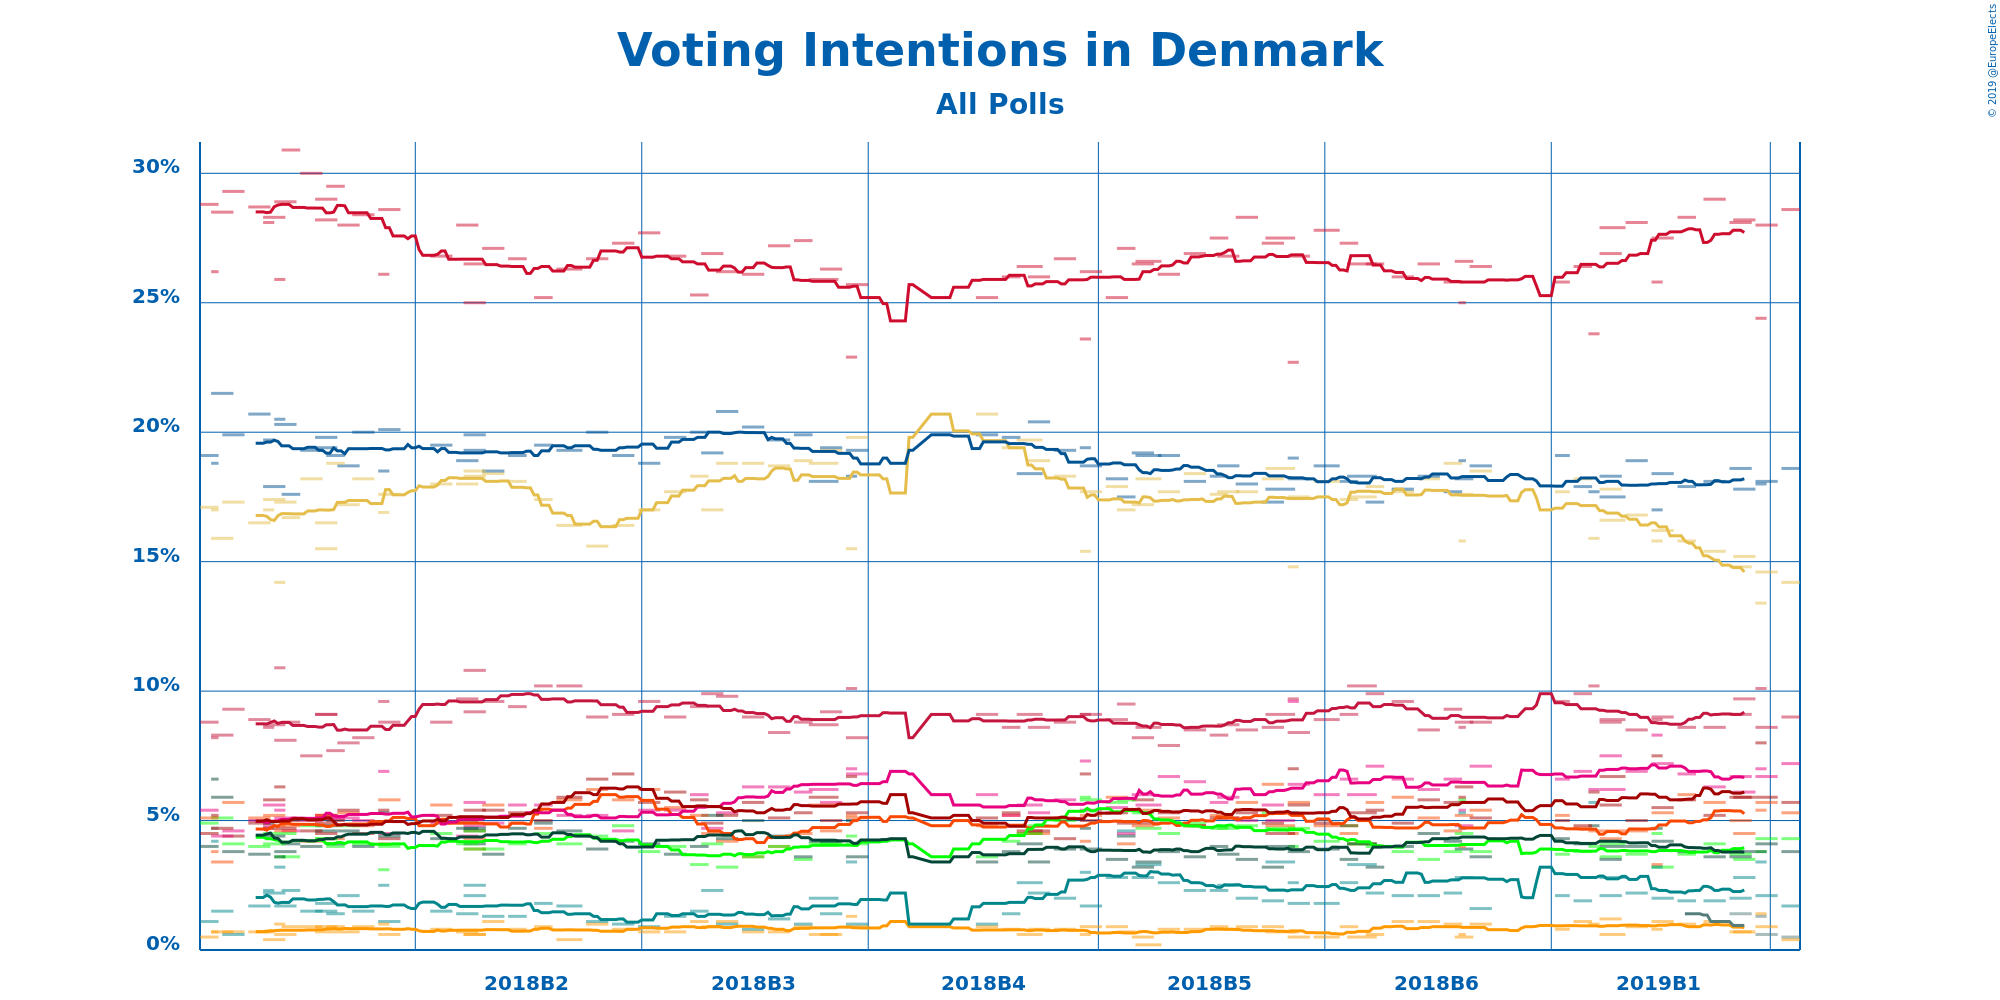 Voting Intentions in Denmark
All Polls
© 2019 @EuropeElects
30%
25%
20%
15%
10%
5%
0%
2018B2
2018B3
2018B4
2018B5
2018B6
2019B1